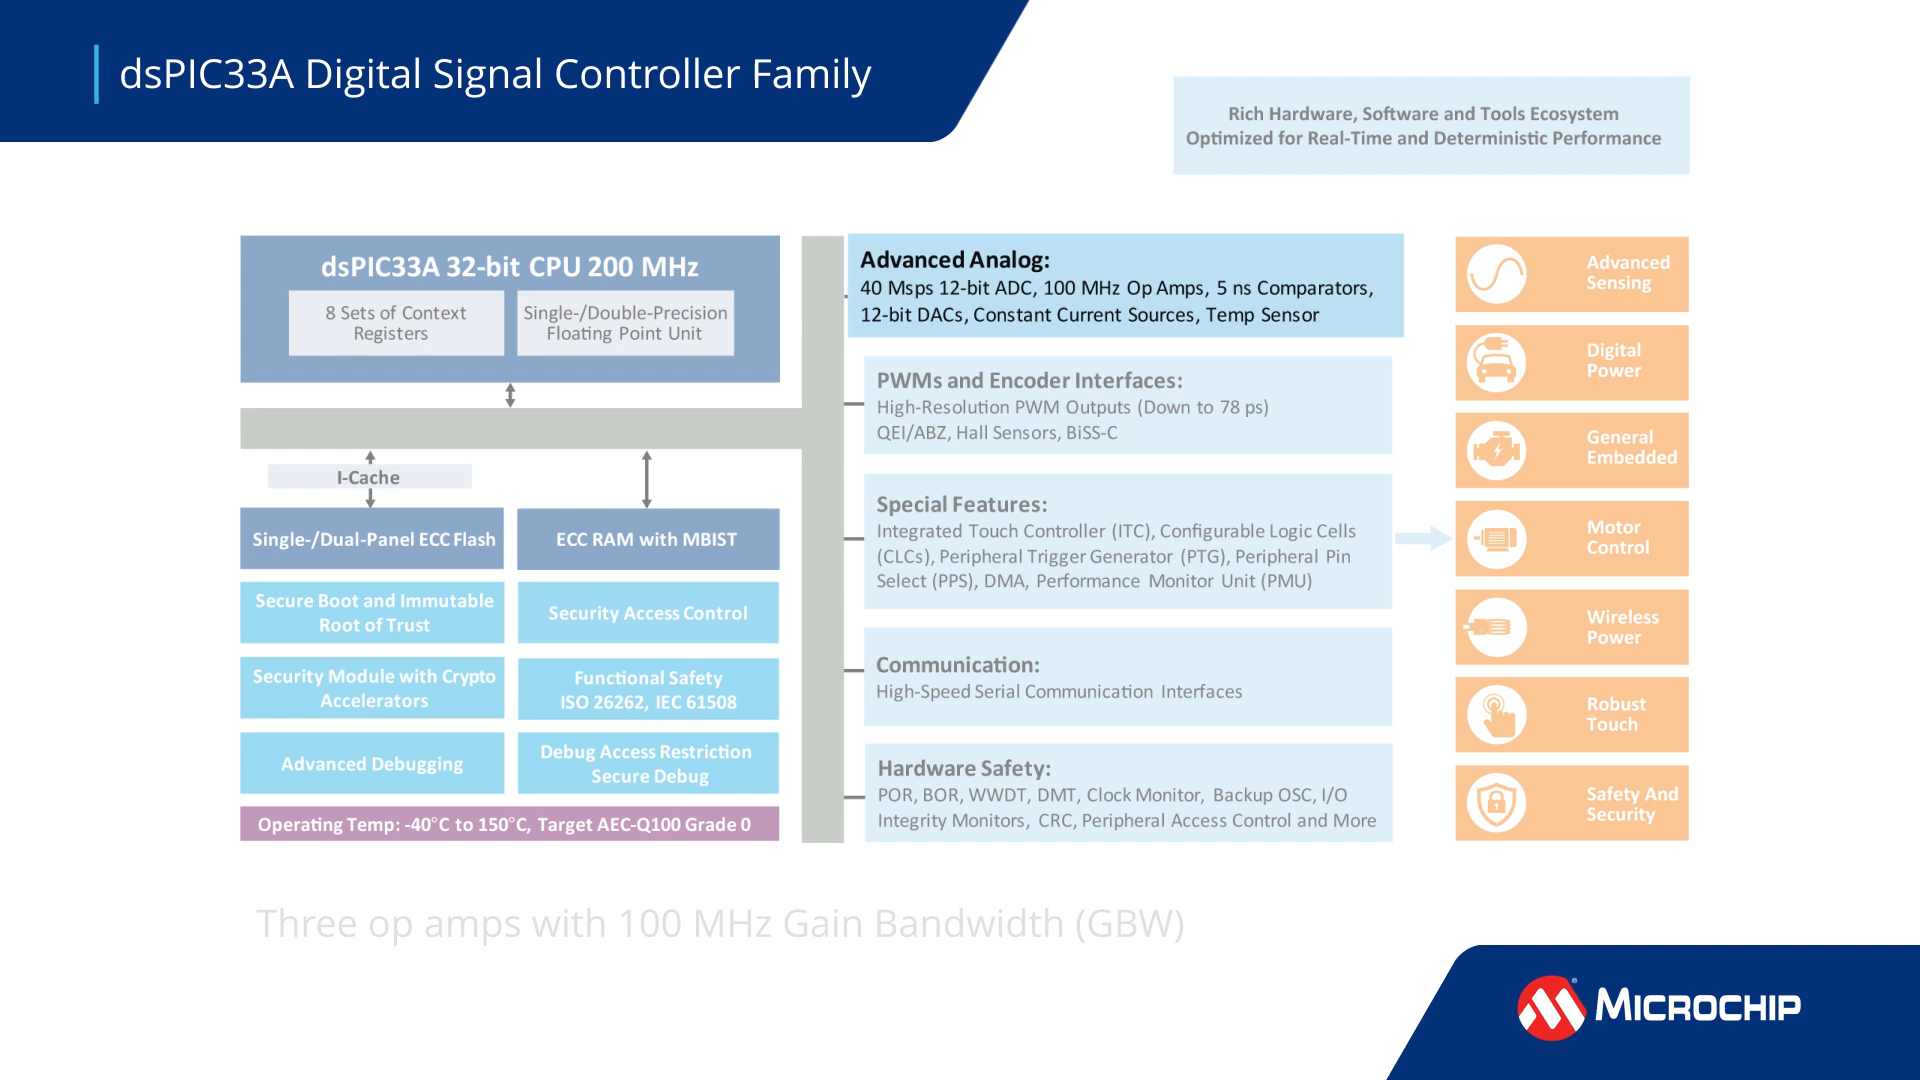 dsPIC33A Digital Signal Controller Family
Rich Hardware, Software and Tools Ecosystem
Optimized for Real-Time and Deterministic Performance
dsPIC33A 32-bit CPU 200 MHz
8 Sets of Context
Registers
Single-/Double-Precision
Floating Point Unit
I-Cache
Single-/Dual-Panel ECC Flash
ECC RAM with MBIST
Secure Boot and Immutable
Root of Trust
Security Access Control
Security Module with Crypto
Accelerators
Functional Safety
ISO 26262, IEC 61508
Advanced Debugging
Debug Access Restriction
Secure Debug
Operating Temp: -40°C to 150°C, Target AEC-Q100 Grade 0
Advanced Analog:
40 Msps 12-bit ADC, 100 MHz Op Amps, 5 ns Comparators,
12-bit DACs, Constant Current Sources, Temp Sensor
PWMs and Encoder Interfaces:
High-Resolution PWM Outputs (Down to 78 ps)
QEI/ABZ, Hall Sensors, BiSS-C
Special Features:
Integrated Touch Controller (ITC), Configurable Logic Cells
(CLCs), Peripheral Trigger Generator (PTG), Peripheral Pin
Select (PPS), DMA, Performance Monitor Unit (PMU)
Communication:
High-Speed Serial Communication Interfaces
Hardware Safety:
POR, BOR, WWDT, DMT, Clock Monitor, Backup OSC, I/O
Integrity Monitors, CRC, Peripheral Access Control and More
Advanced
Sensing
Digital
Power
General
Embedded
Motor
Control
Wireless
Power
Robust
Touch
Safety And
Security
Three op amps with 100 MHz Gain Bandwidth (GBW)
® MICROCHIP